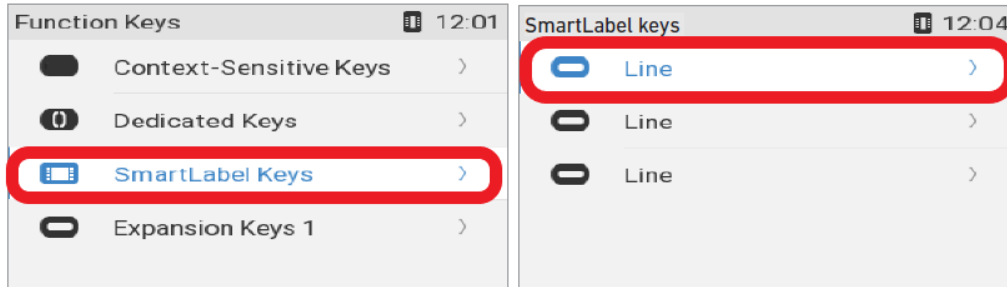 Function Keys 12:01
Context-Sensitive Keys
Dedicated Keys
SmartLabel Keys
Expansion Keys 1
SmartLabel keys 12:04
Line
Line
Line